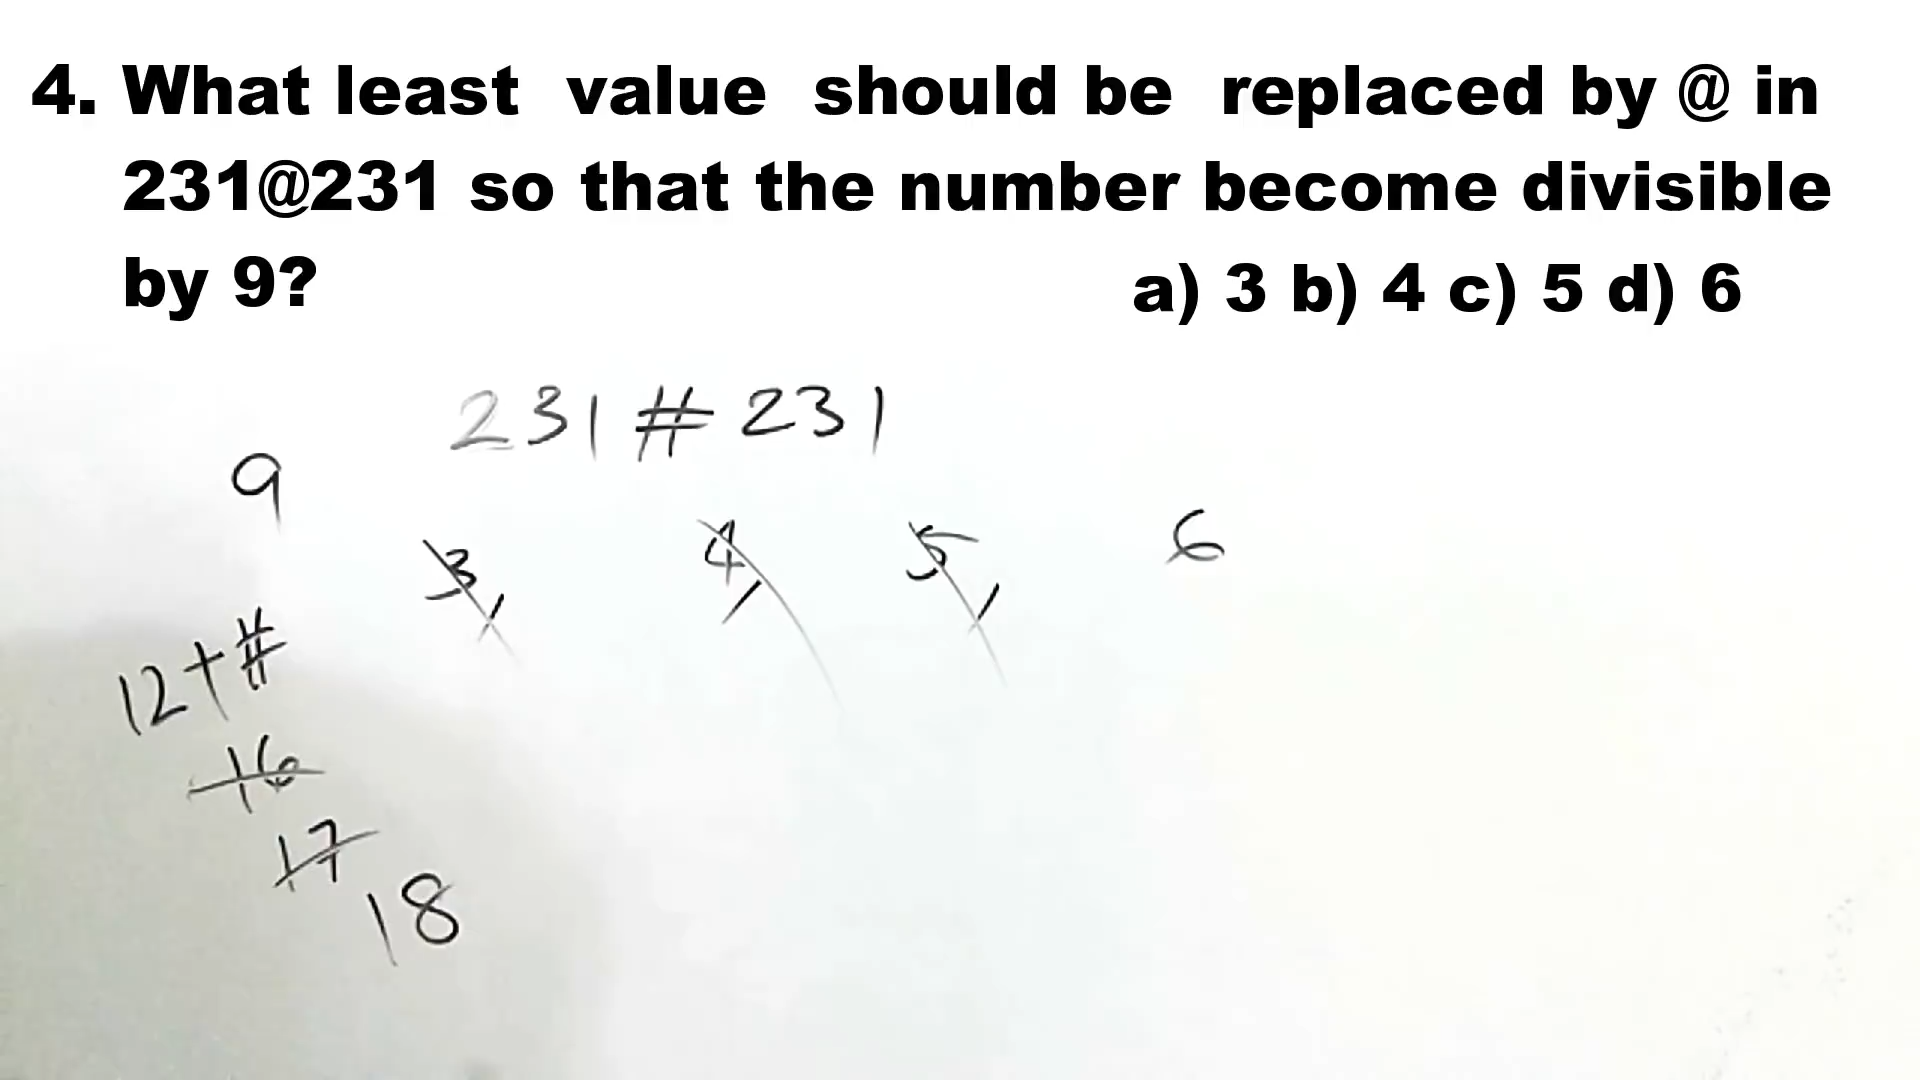 4. What least value should be replaced by @ in
231@231 so that the number become divisible
by 9? a) 3 b) 4 c) 5 d) 6
231 # 231
9
3, 4, 5, 6
12+#
16
17
18